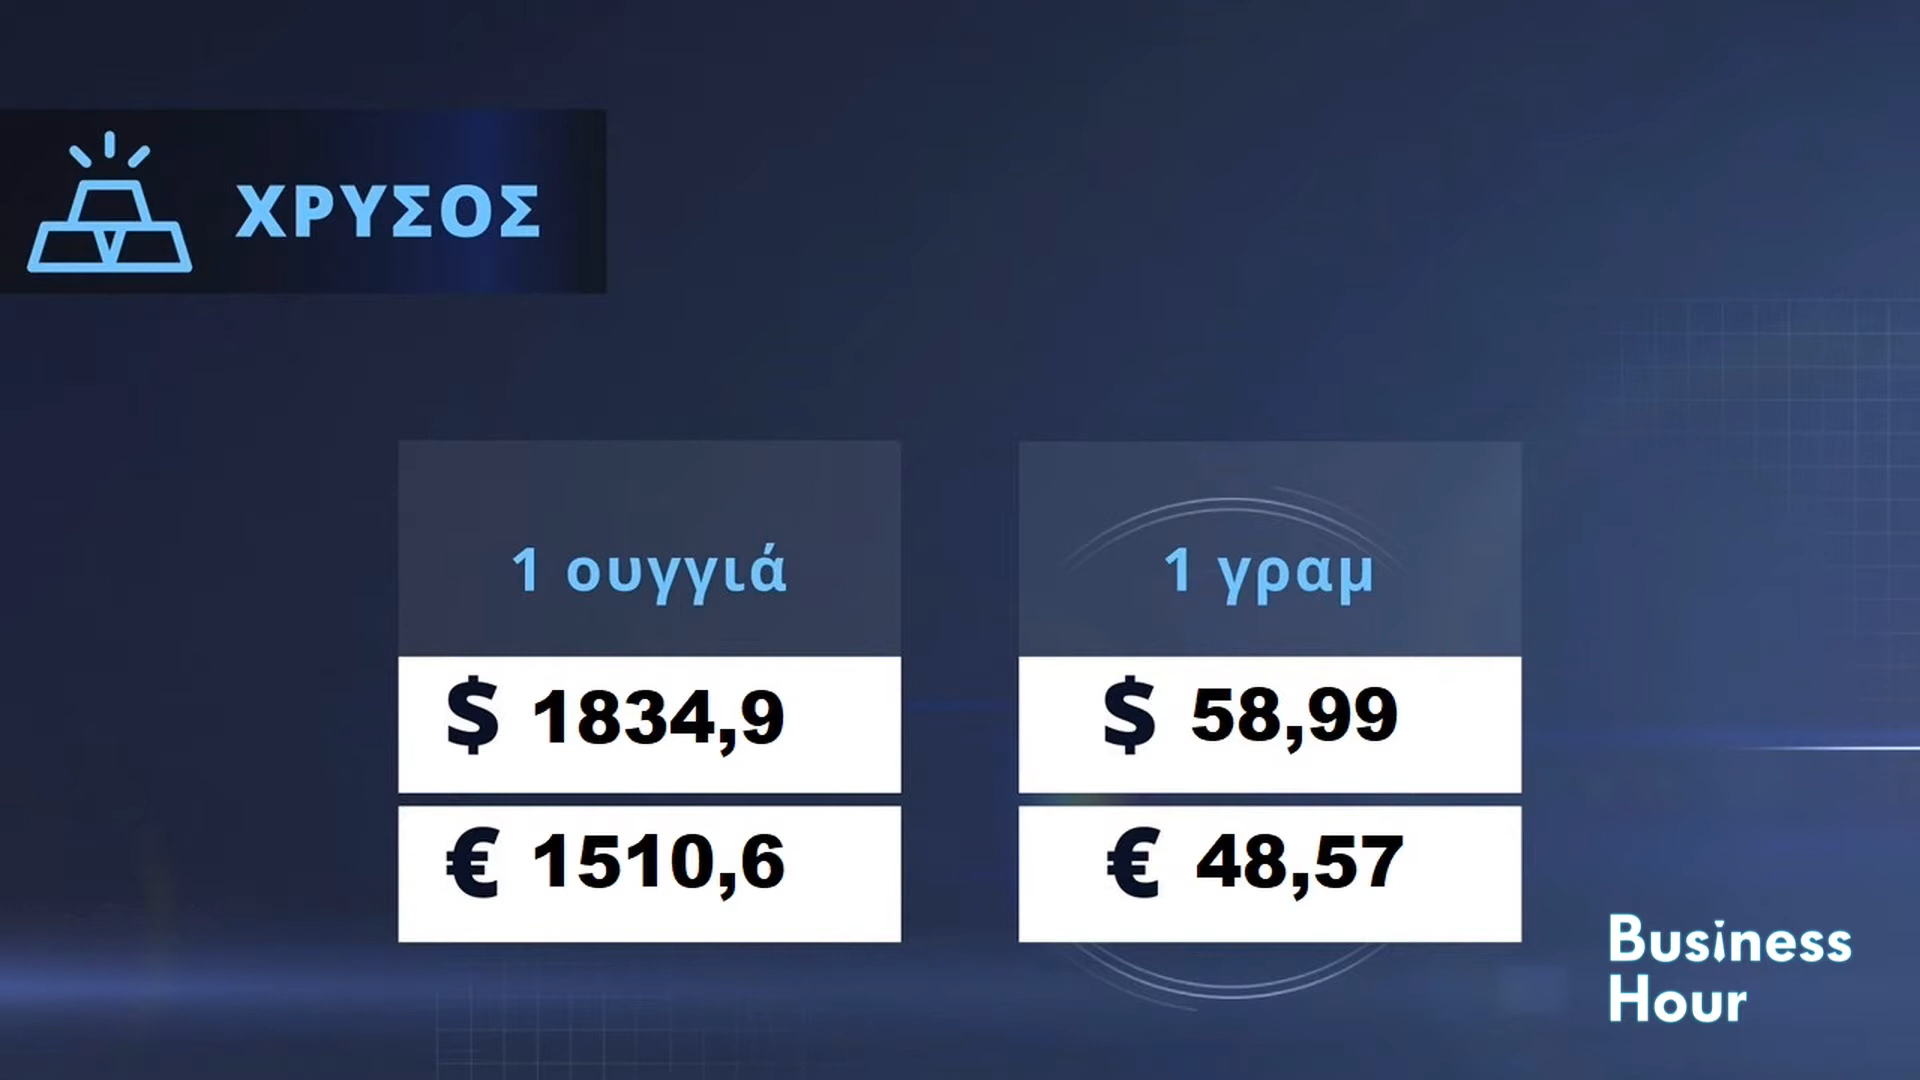 ΧΡΥΣΟΣ
1 ουγγιά
$ 1834,9
€ 1510,6
1 γραμ
$ 58,99
€ 48,57
Business
Hour